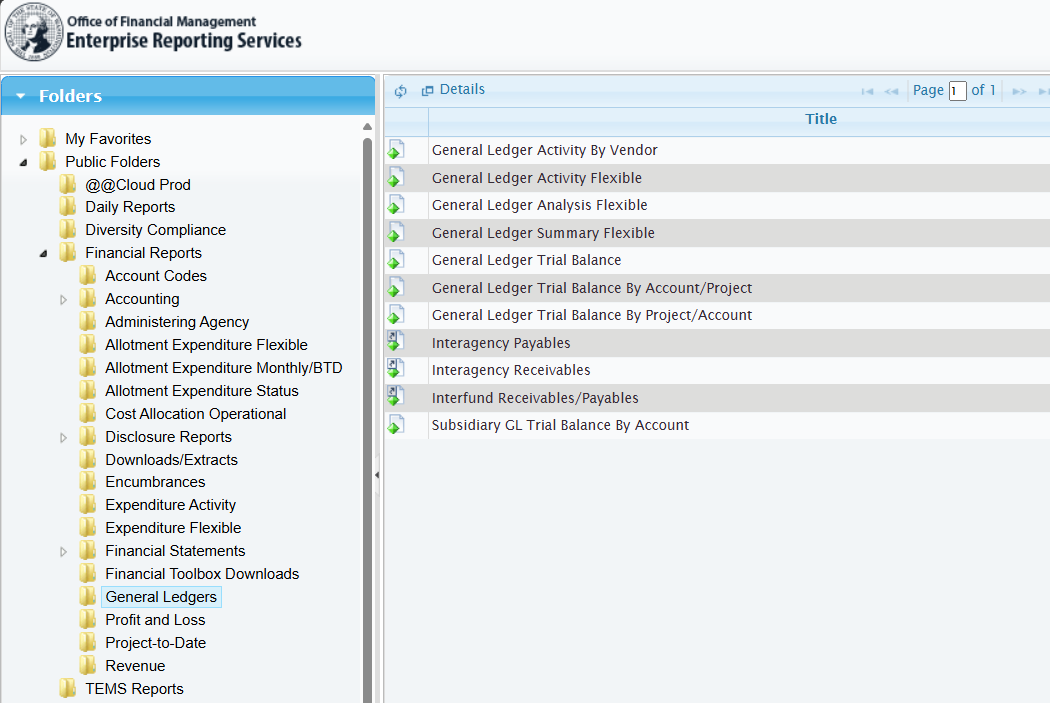 Office of Financial Management
Enterprise Reporting Services
Folders
My Favorites
Public Folders
@@Cloud Prod
Daily Reports
Diversity Compliance
Financial Reports
Account Codes
Accounting
Administering Agency
Allotment Expenditure Flexible
Allotment Expenditure Monthly/BTD
Allotment Expenditure Status
Cost Allocation Operational
Disclosure Reports
Downloads/Extracts
Encumbrances
Expenditure Activity
Expenditure Flexible
Financial Statements
Financial Toolbox Downloads
General Ledgers
Profit and Loss
Project-to-Date
Revenue
TEMS Reports
Details
Page 1 of 1
Title
General Ledger Activity By Vendor
General Ledger Activity Flexible
General Ledger Analysis Flexible
General Ledger Summary Flexible
General Ledger Trial Balance
General Ledger Trial Balance By Account/Project
General Ledger Trial Balance By Project/Account
Interagency Payables
Interagency Receivables
Interfund Receivables/Payables
Subsidiary GL Trial Balance By Account